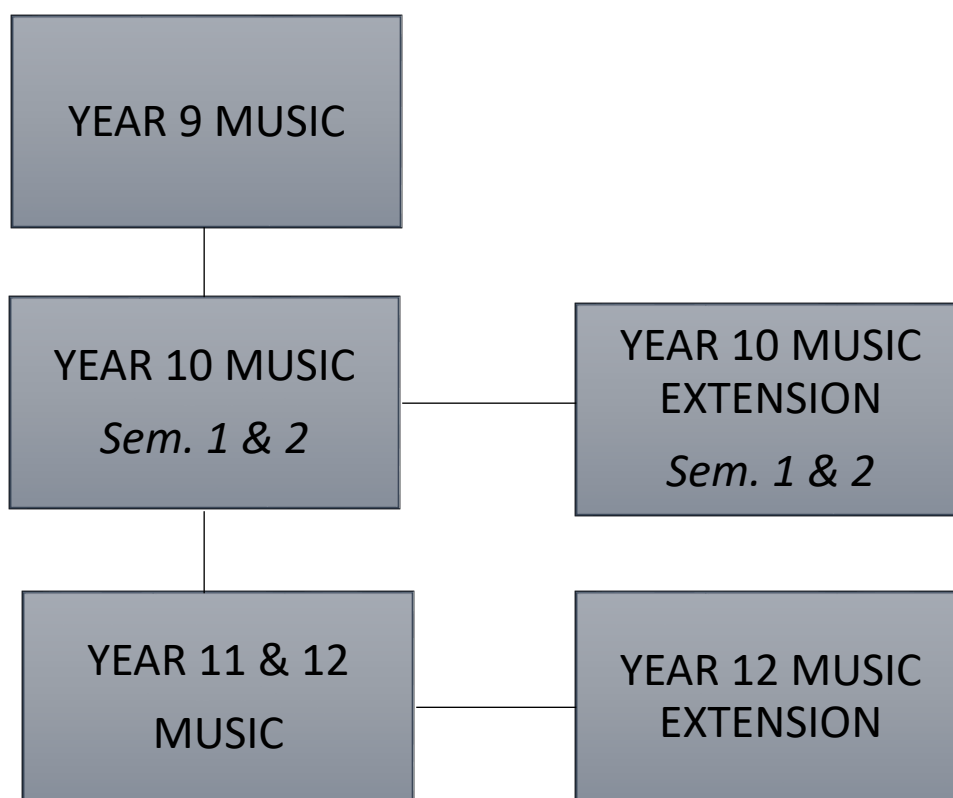 YEAR 9 MUSIC
YEAR 10 MUSIC
Sem. 1 & 2
YEAR 10 MUSIC
EXTENSION
Sem. 1 & 2
YEAR 11 & 12
MUSIC
YEAR 12 MUSIC
EXTENSION